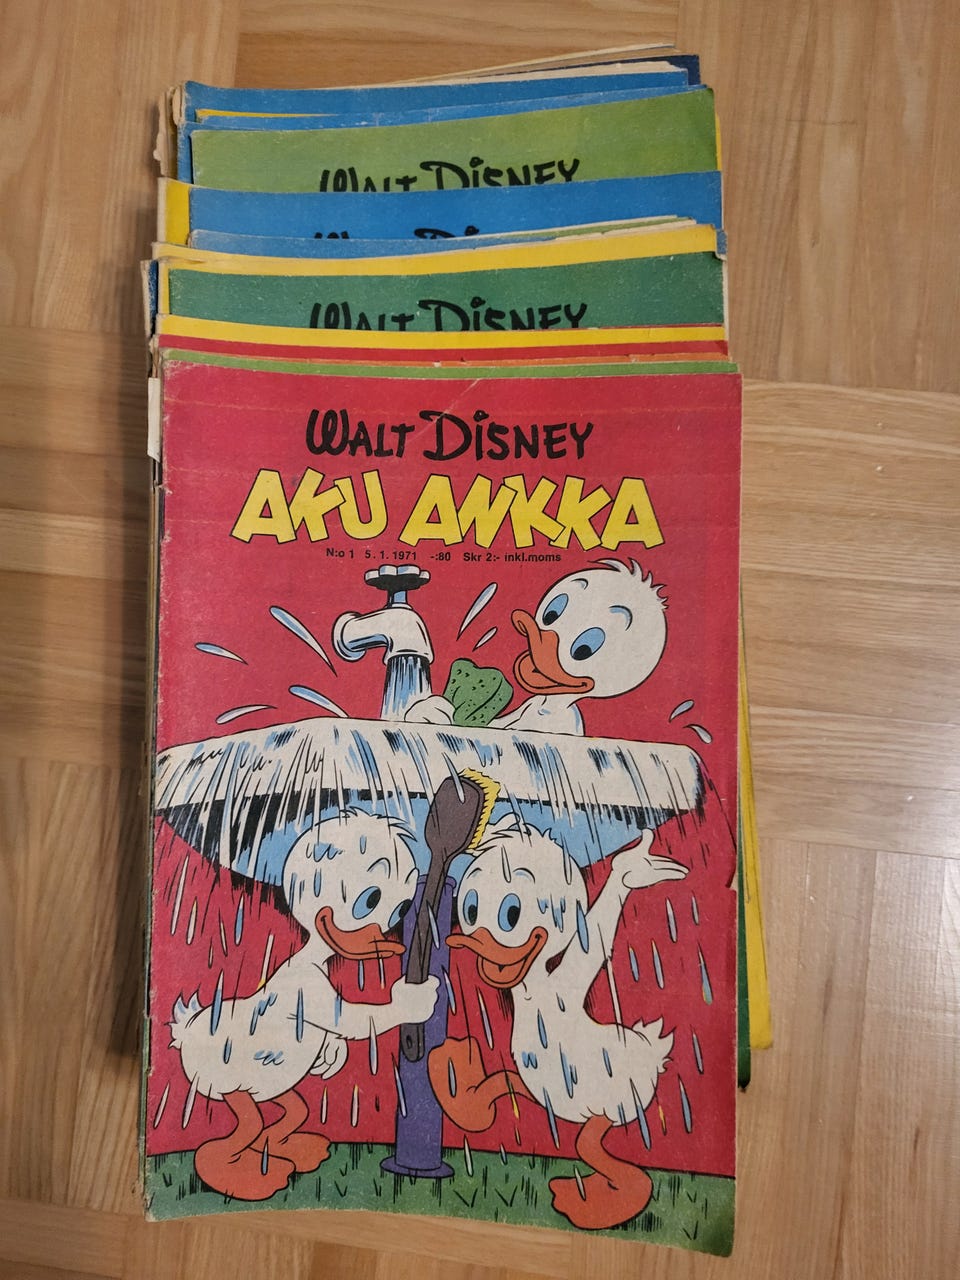 WALT DISNEY
WALT DISNEY
WALT DISNEY
AKU ANKKA
N:o 1 5.1.1971 -:80 Skr 2:- inkl.moms